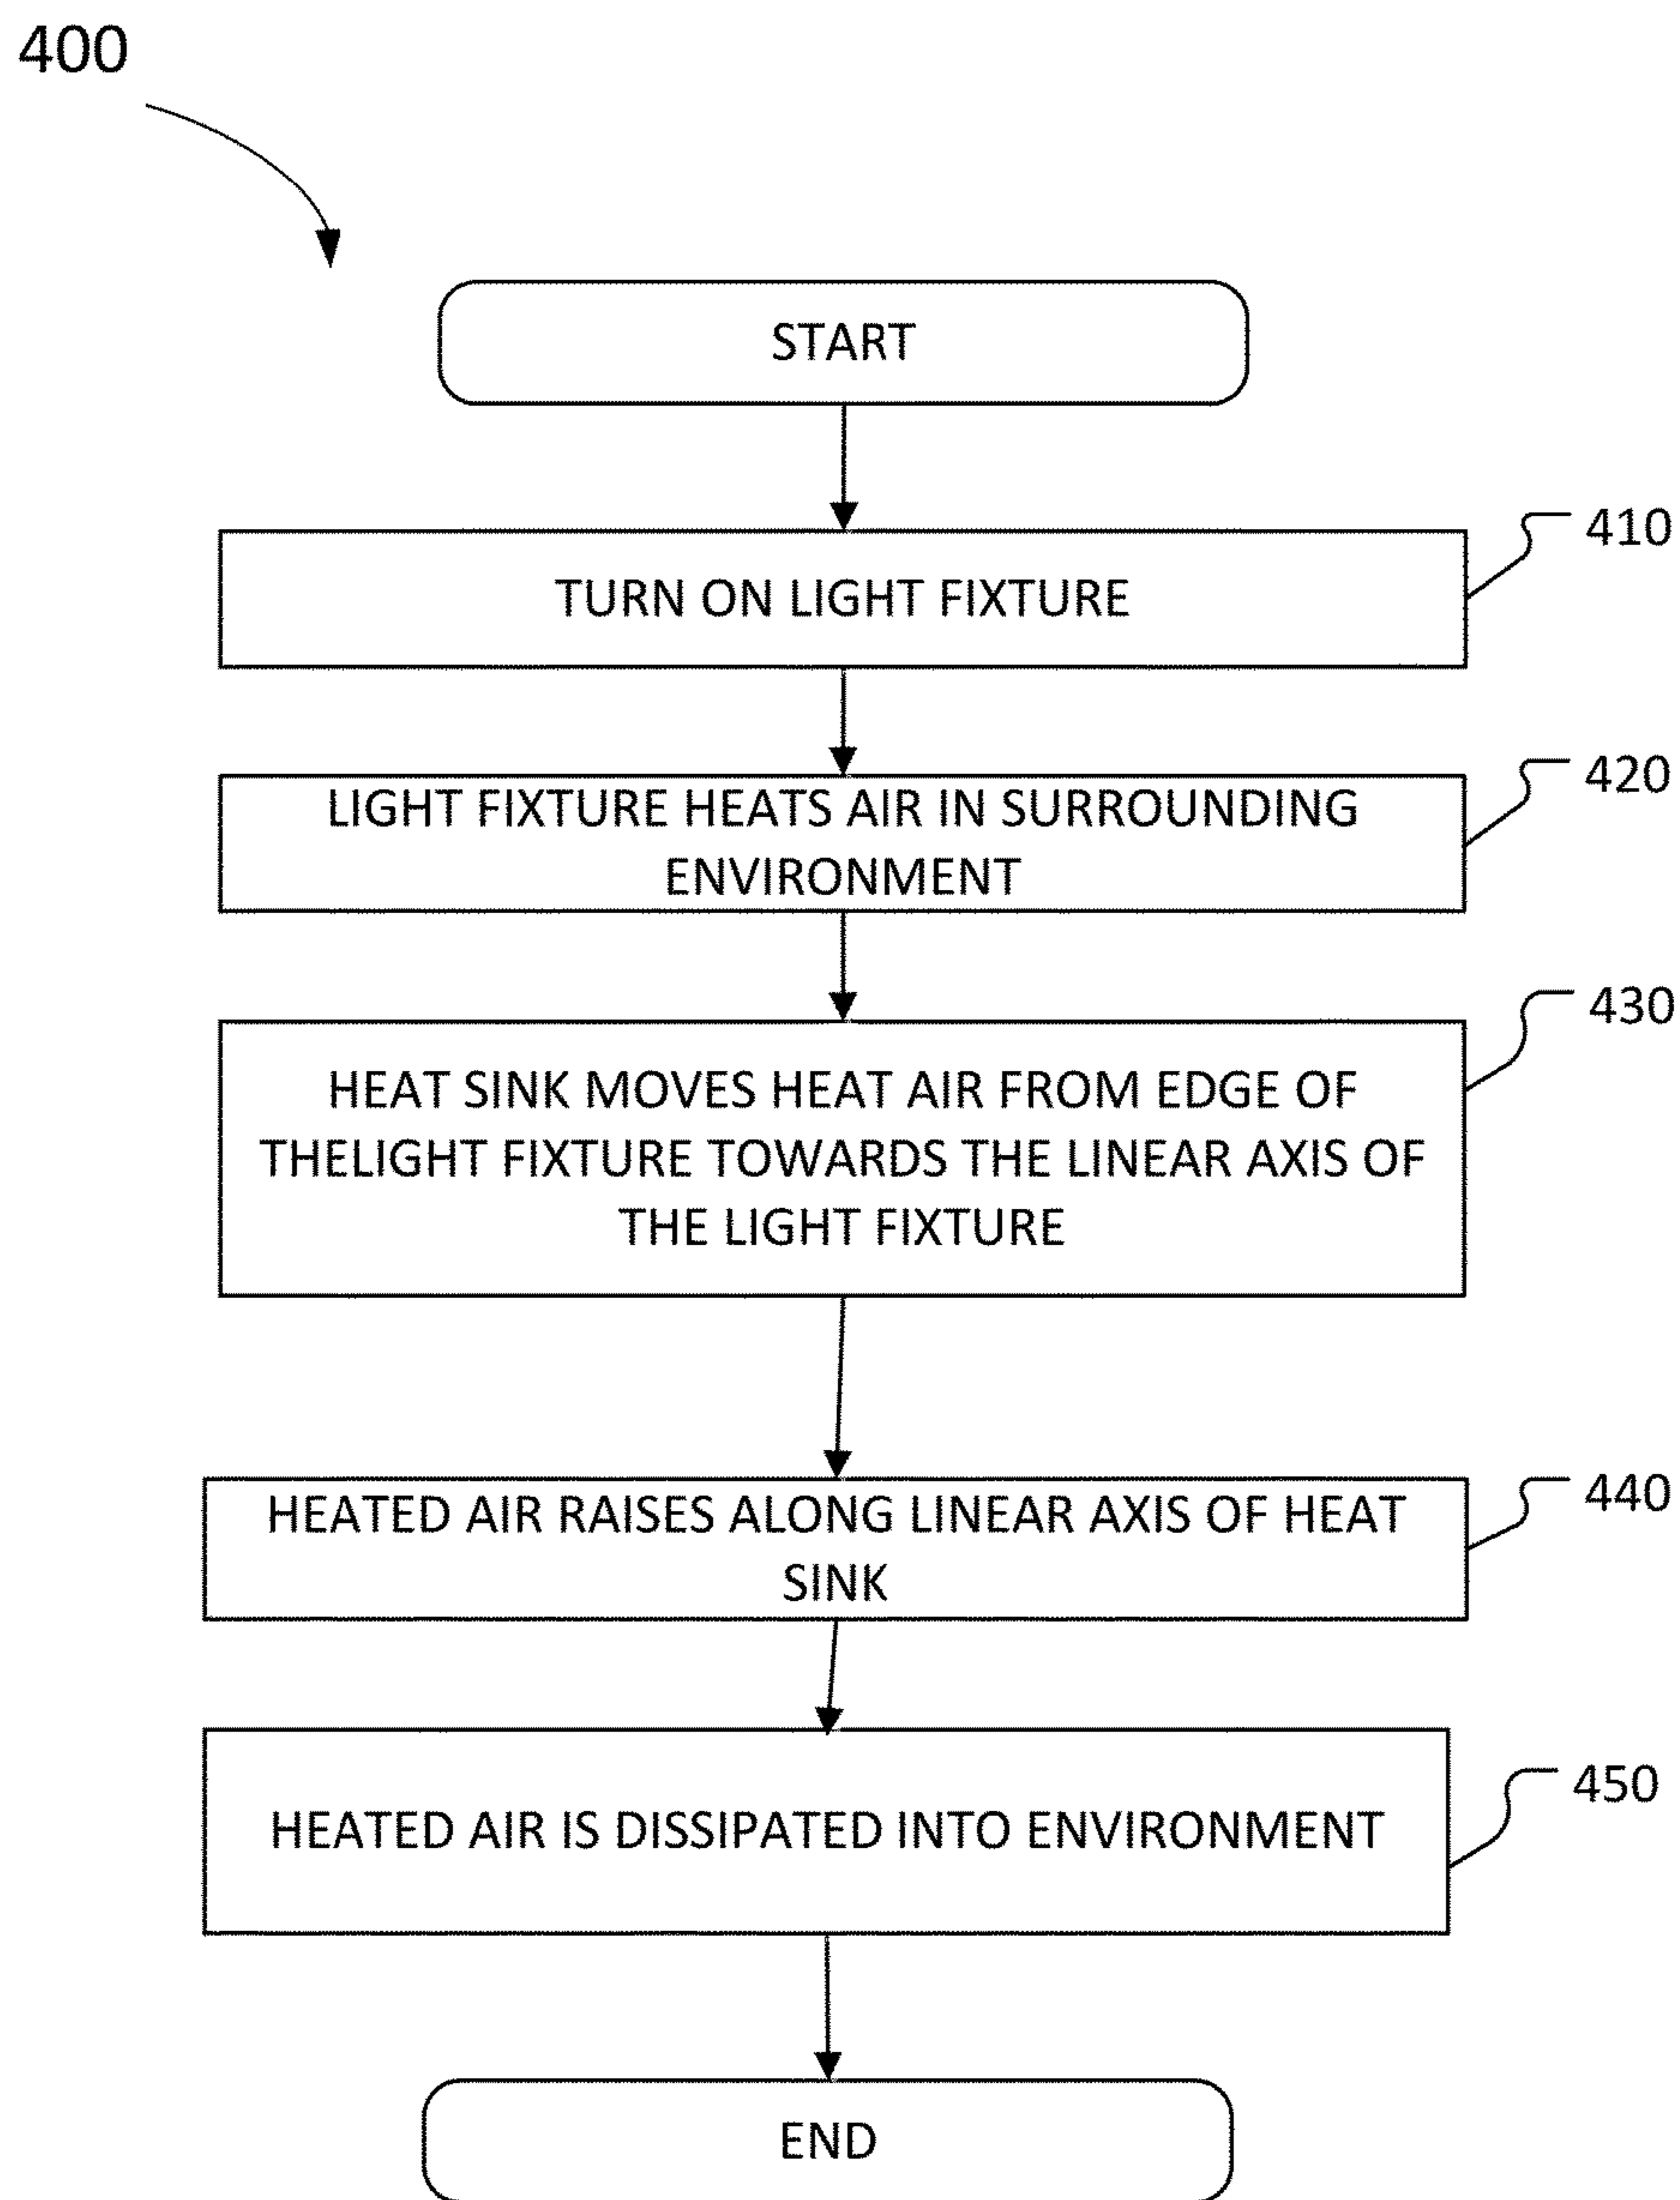 400
START
410
TURN ON LIGHT FIXTURE
420
LIGHT FIXTURE HEATS AIR IN SURROUNDING
ENVIRONMENT
430
HEAT SINK MOVES HEAT AIR FROM EDGE OF
THELIGHT FIXTURE TOWARDS THE LINEAR AXIS OF
THE LIGHT FIXTURE
440
HEATED AIR RAISES ALONG LINEAR AXIS OF HEAT
SINK
450
HEATED AIR IS DISSIPATED INTO ENVIRONMENT
END